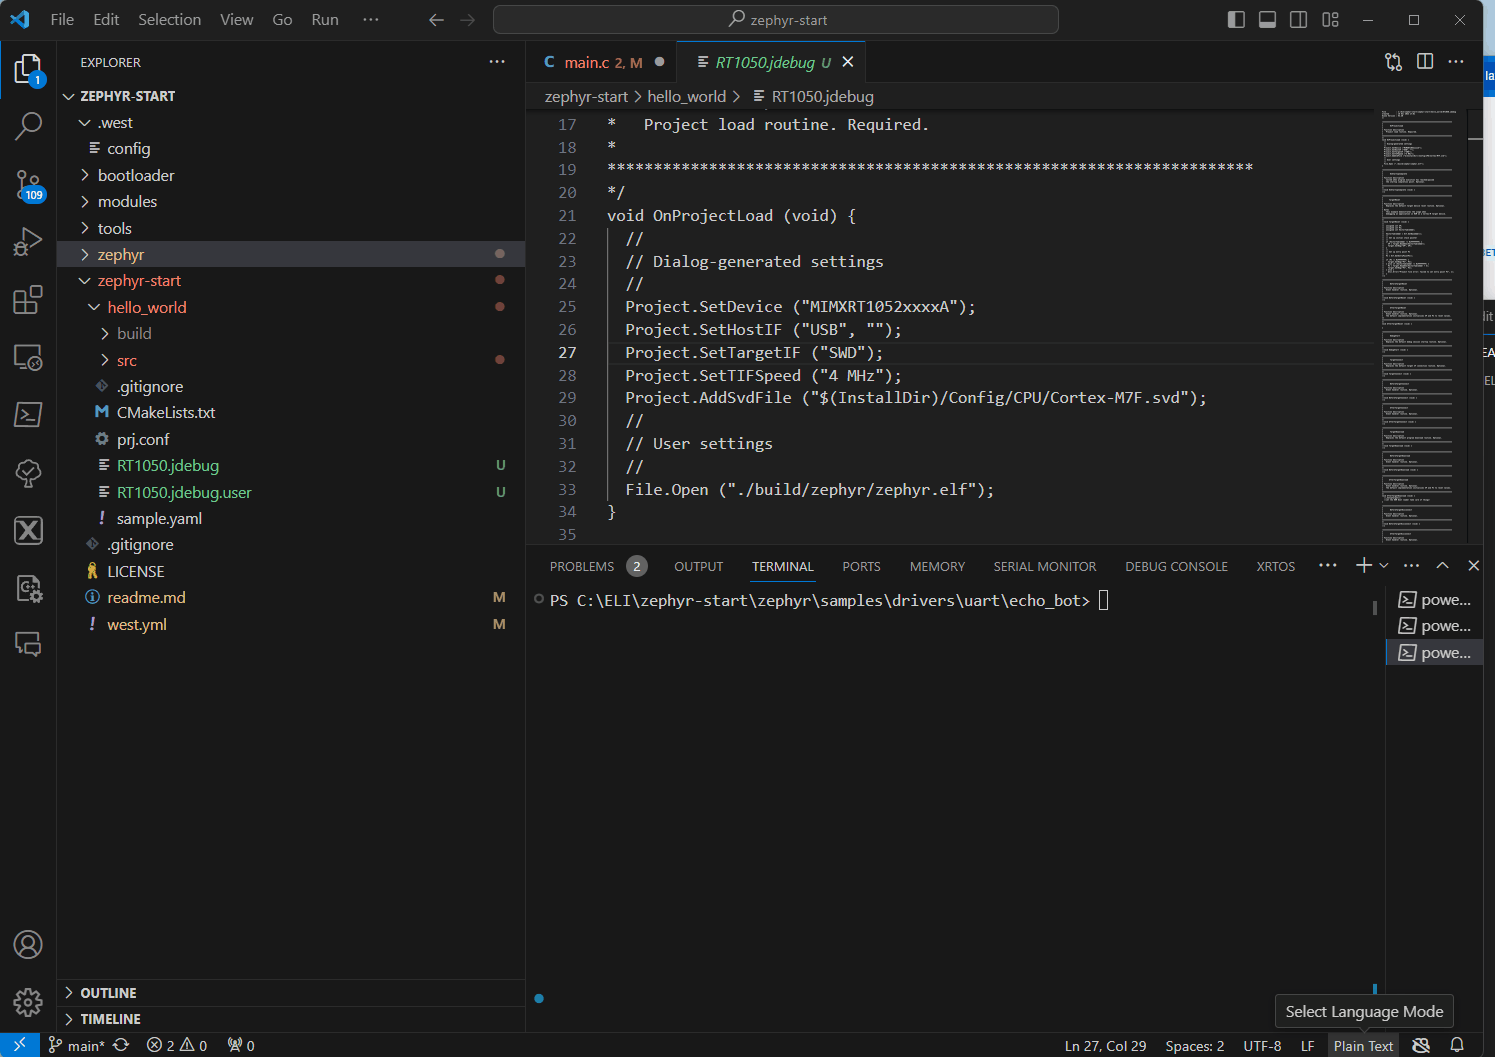 File Edit Selection View Go Run ···
zephyr-start
EXPLORER
ZEPHYR-START
.west
config
bootloader
modules
tools
zephyr
zephyr-start
hello_world
build
src
.gitignore
CMakeLists.txt
prj.conf
RT1050.jdebug U
RT1050.jdebug.user U
sample.yaml
.gitignore
LICENSE
readme.md M
west.yml M
OUTLINE
TIMELINE
1
109
main.c 2, M
RT1050.jdebug U
zephyr-start > hello_world > RT1050.jdebug
17 *   Project load routine. Required.
18 *
19 **********************************************************************
20 */
21 void OnProjectLoad (void) {
22   //
23   // Dialog-generated settings
24   //
25   Project.SetDevice ("MIMXRT1052xxxxA");
26   Project.SetHostIF ("USB", "");
27   Project.SetTargetIF ("SWD");
28   Project.SetTIFSpeed ("4 MHz");
29   Project.AddSvdFile ("$(InstallDir)/Config/CPU/Cortex-M7F.svd");
30   //
31   // User settings
32   //
33   File.Open ("./build/zephyr/zephyr.elf");
34 }
35
PROBLEMS 2 OUTPUT TERMINAL PORTS MEMORY SERIAL MONITOR DEBUG CONSOLE XRTOS ···
PS C:\ELI\zephyr-start\zephyr\samples\drivers\uart\echo_bot>
powe...
powe...
powe...
Select Language Mode
main* 2 0 0
Ln 27, Col 29 Spaces: 2 UTF-8 LF Plain Text